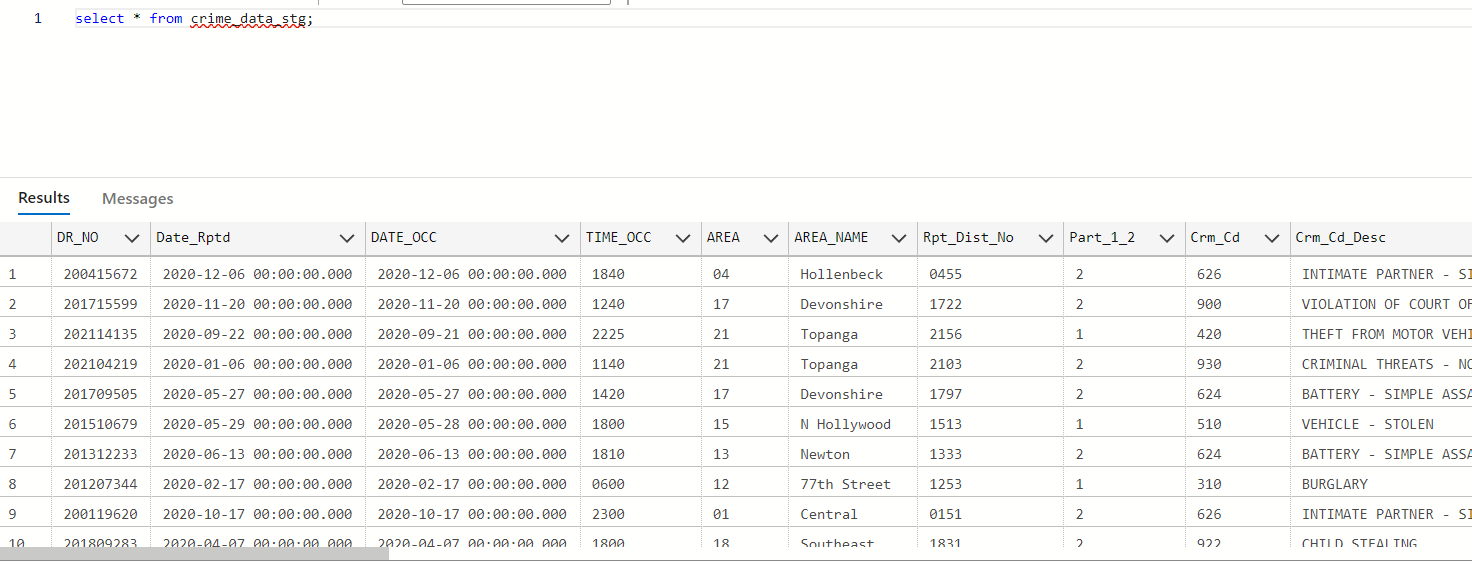 1 select * from crime_data_stg;
Results Messages
DR_NO Date_Rptd DATE_OCC TIME_OCC AREA AREA_NAME Rpt_Dist_No Part_1_2 Crm_Cd Crm_Cd_Desc
1 200415672 2020-12-06 00:00:00.000 2020-12-06 00:00:00.000 1840 04 Hollenbeck 0455 2 626 INTIMATE PARTNER - SI
2 201715599 2020-11-20 00:00:00.000 2020-11-20 00:00:00.000 1240 17 Devonshire 1722 2 900 VIOLATION OF COURT OR
3 202114135 2020-09-22 00:00:00.000 2020-09-21 00:00:00.000 2225 21 Topanga 2156 1 420 THEFT FROM MOTOR VEHI
4 202104219 2020-01-06 00:00:00.000 2020-01-06 00:00:00.000 1140 21 Topanga 2103 2 930 CRIMINAL THREATS - NO
5 201709505 2020-05-27 00:00:00.000 2020-05-27 00:00:00.000 1420 17 Devonshire 1797 2 624 BATTERY - SIMPLE ASSA
6 201510679 2020-05-29 00:00:00.000 2020-05-28 00:00:00.000 1800 15 N Hollywood 1513 1 510 VEHICLE - STOLEN
7 201312233 2020-06-13 00:00:00.000 2020-06-13 00:00:00.000 1810 13 Newton 1333 2 624 BATTERY - SIMPLE ASSA
8 201207344 2020-02-17 00:00:00.000 2020-02-17 00:00:00.000 0600 12 77th Street 1253 1 310 BURGLARY
9 200119620 2020-10-17 00:00:00.000 2020-10-17 00:00:00.000 2300 01 Central 0151 2 626 INTIMATE PARTNER - SI
10 201809283 2020-04-07 00:00:00.000 2020-04-07 00:00:00.000 1800 18 Southeast 1831 2 922 CHILD STEALING